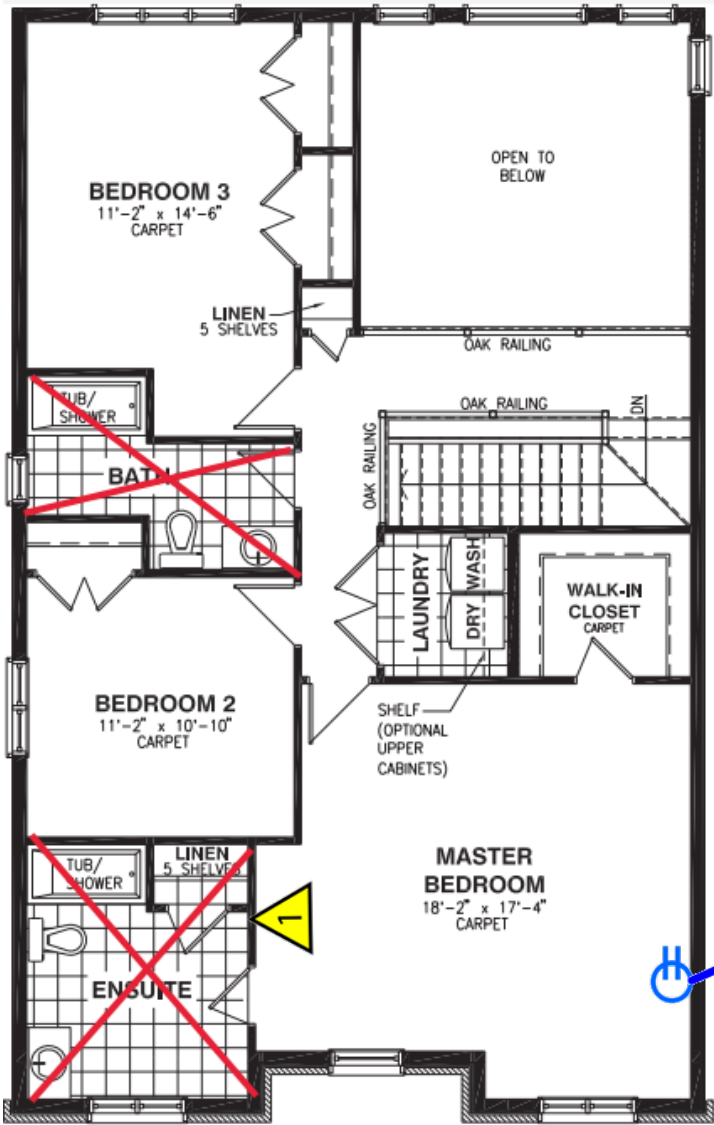 OPEN TO
BELOW
BEDROOM 3
11'-2" x 14'-6"
CARPET
LINEN
5 SHELVES
OAK RAILING
TUB/
SHOWER
OAK RAILING
DN
OAK RAILING
BATH
LAUNDRY
WASH
DRY
WALK-IN
CLOSET
CARPET
BEDROOM 2
11'-2" x 10'-10"
CARPET
SHELF
(OPTIONAL
UPPER
CABINETS)
LINEN
5 SHELVES
TUB/
SHOWER
MASTER
BEDROOM
18'-2" x 17'-4"
CARPET
1
ENSUITE